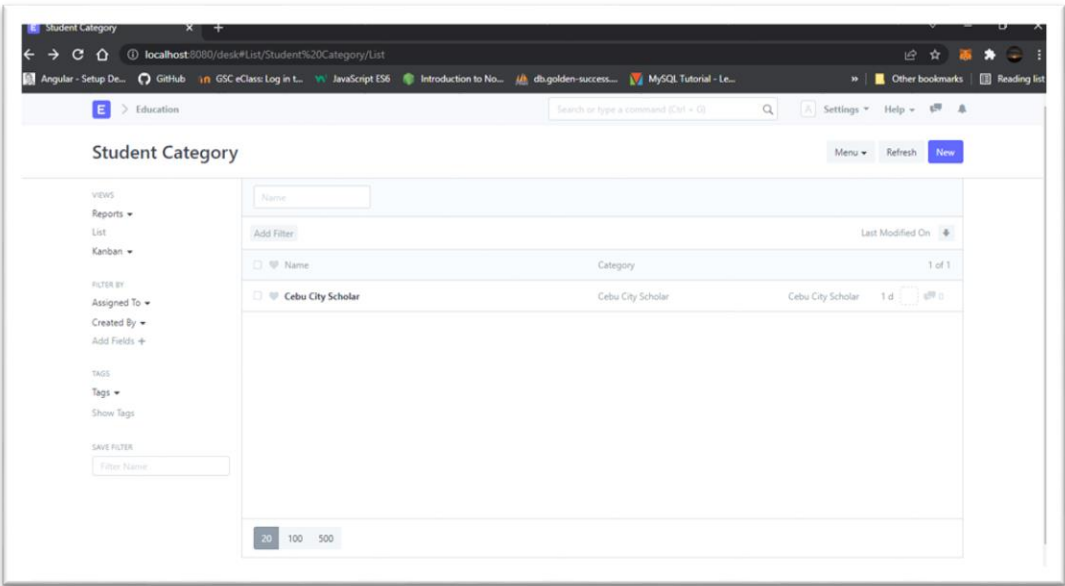 Student Category
localhost:8080/desk#List/Student%20Category/List
Angular - Setup De... GitHub GSC eClass: Log in t... JavaScript ES6 Introduction to No... db.golden-success.... MySQL Tutorial - Le... » Other bookmarks Reading list
E > Education Search or type a command (Ctrl + G) A Settings Help
Student Category Menu Refresh New
VIEWS
Reports
List
Kanban
FILTER BY
Assigned To
Created By
Add Fields +
TAGS
Tags
Show Tags
SAVE FILTER
Filter Name
Name
Add Filter Last Modified On
Name Category 1 of 1
Cebu City Scholar Cebu City Scholar Cebu City Scholar 1 d 0
20 100 500